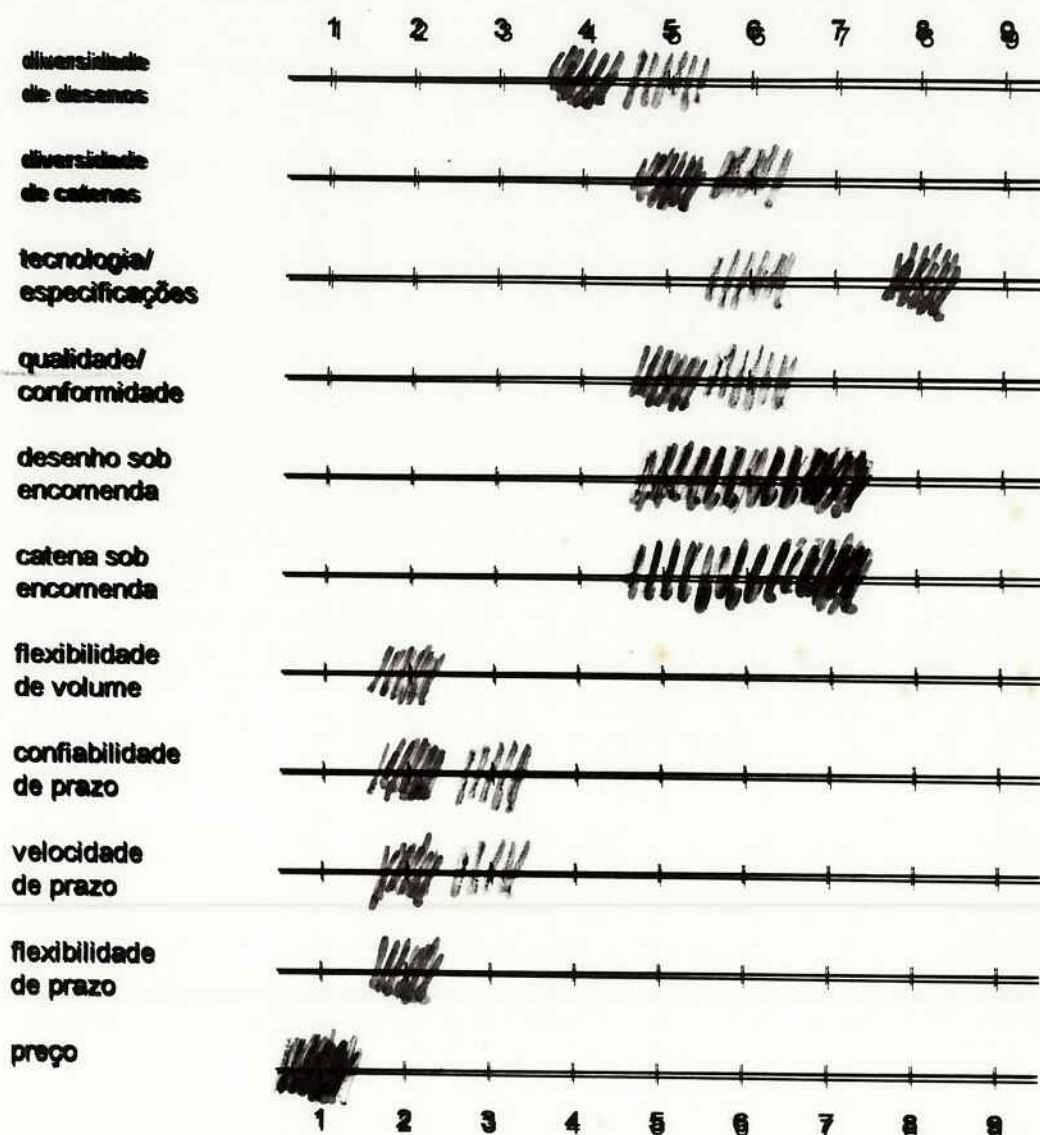 1 2 3 4 5 6 7 8 9
diversidade
de desenos
diversidade
de catenas
tecnologia/
especificações
qualidade/
conformidade
desenho sob
encomenda
catena sob
encomenda
flexibilidade
de volume
confiabilidade
de prazo
velocidade
de prazo
flexibilidade
de prazo
preço
1 2 3 4 5 6 7 8 9